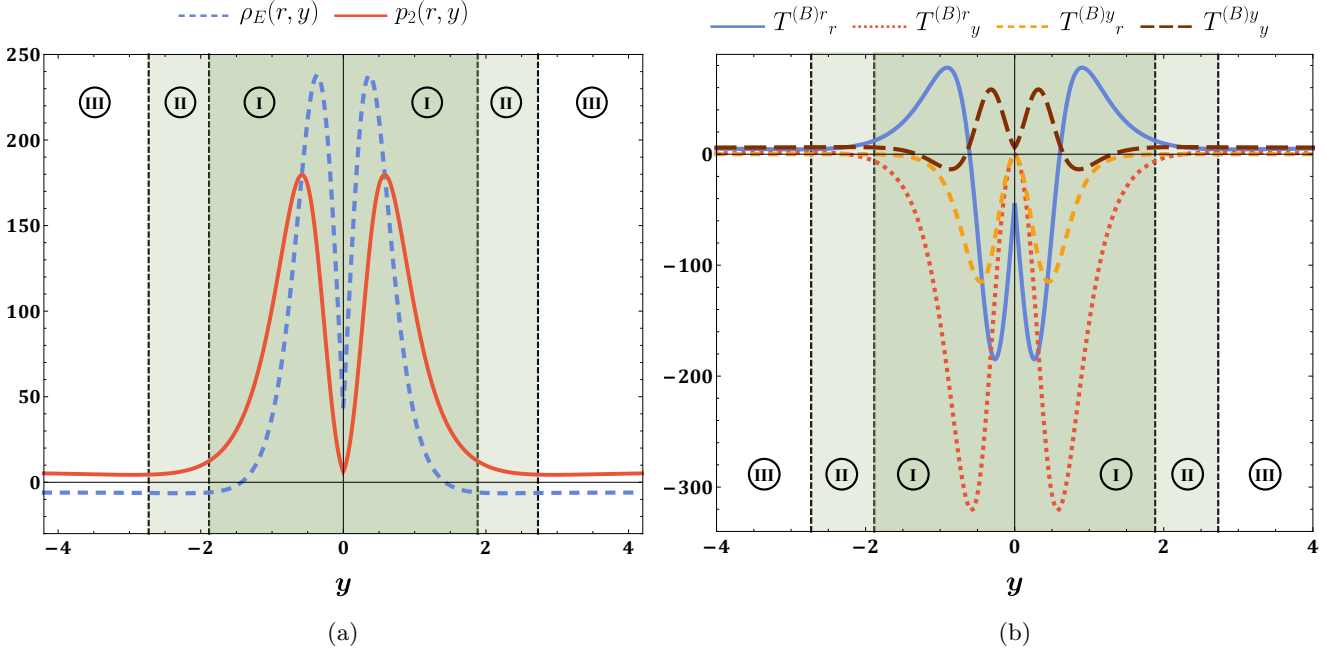 ρ_E(r, y) p_2(r, y)
250
200
150
100
50
0
III II I I II III
−4 −2 0 2 4
y
(a)
T^{(B)r}_r T^{(B)r}_y T^{(B)y}_r T^{(B)y}_y
0
−100
−200
−300
III II I I II III
−4 −2 0 2 4
y
(b)